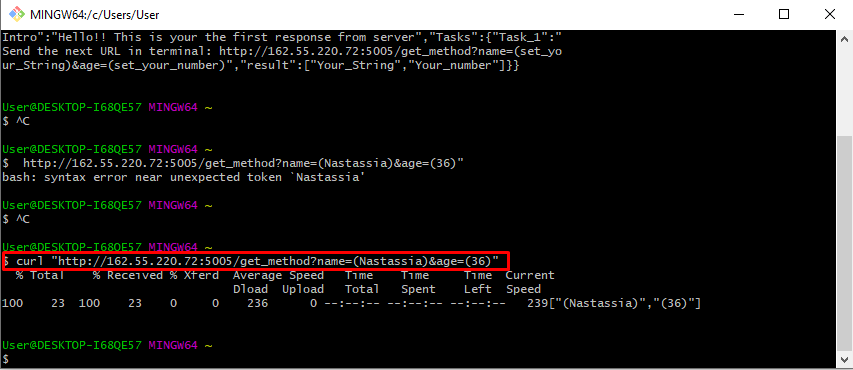 MINGW64:/c/Users/User
Intro":"Hello!! This is your the first response from server","Tasks":{"Task_1":"
Send the next URL in terminal: http://162.55.220.72:5005/get_method?name=(set_yo
ur_String)&age=(set_your_number)","result":["Your_String","Your_number"]}}
User@DESKTOP-I68QE57 MINGW64 ~
$ ^C
User@DESKTOP-I68QE57 MINGW64 ~
$  http://162.55.220.72:5005/get_method?name=(Nastassia)&age=(36)"
bash: syntax error near unexpected token `Nastassia'
User@DESKTOP-I68QE57 MINGW64 ~
$ ^C
User@DESKTOP-I68QE57 MINGW64 ~
$ curl "http://162.55.220.72:5005/get_method?name=(Nastassia)&age=(36)"
  % Total    % Received % Xferd  Average Speed   Time    Time     Time  Current
                                 Dload  Upload   Total   Spent    Left  Speed
100    23  100    23    0     0    236      0 --:--:-- --:--:-- --:--:--   239["(Nastassia)","(36)"]
User@DESKTOP-I68QE57 MINGW64 ~
$